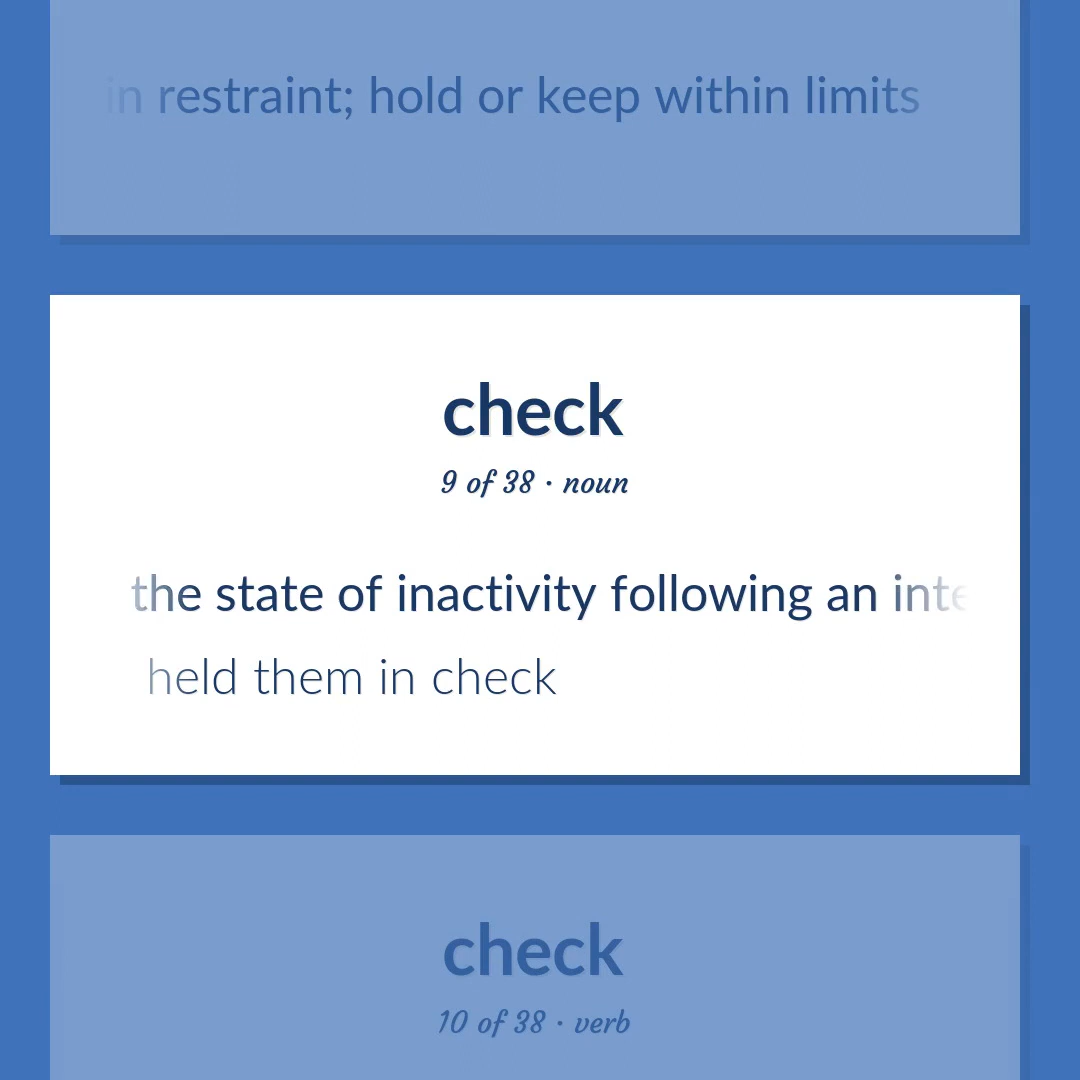 in restraint; hold or keep within limits
check
9 of 38 · noun
the state of inactivity following an inte
held them in check
check
10 of 38 · verb